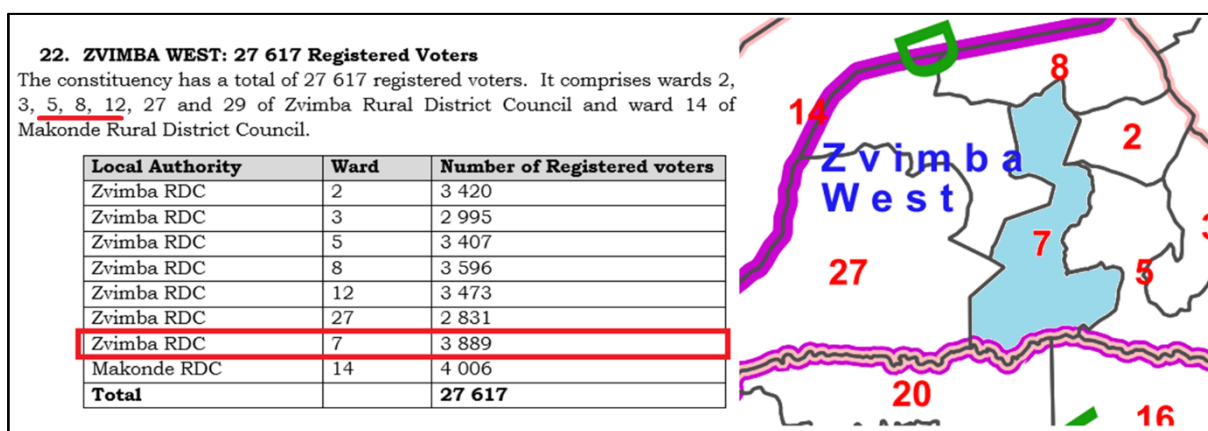 22. ZVIMBA WEST: 27 617 Registered Voters
The constituency has a total of 27 617 registered voters. It comprises wards 2,
3, 5, 8, 12, 27 and 29 of Zvimba Rural District Council and ward 14 of
Makonde Rural District Council.
Local Authority Ward Number of Registered voters
Zvimba RDC 2 3 420
Zvimba RDC 3 2 995
Zvimba RDC 5 3 407
Zvimba RDC 8 3 596
Zvimba RDC 12 3 473
Zvimba RDC 27 2 831
Zvimba RDC 7 3 889
Makonde RDC 14 4 006
Total 27 617
8
14
2
Zvimba
West
7
27
5
20
16